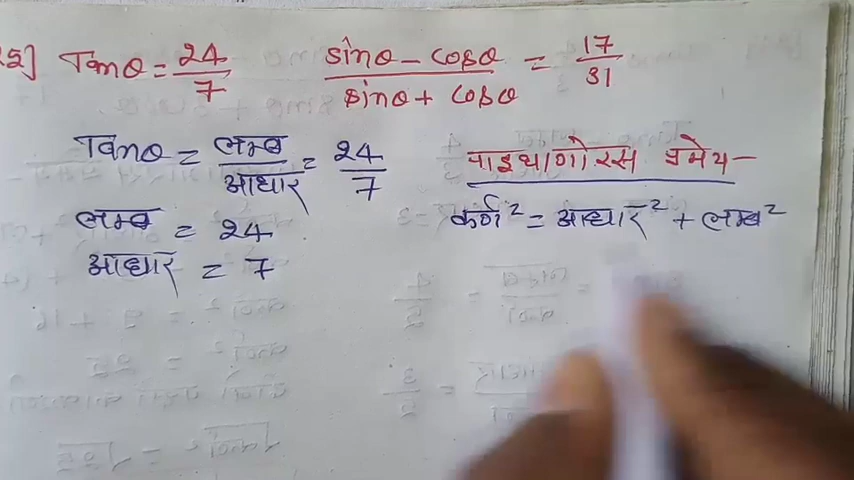 Tanθ = 24/7 sinθ - cosθ / sinθ + cosθ = 17/31
Tanθ = लम्ब/आधार = 24/7
लम्ब = 24
आधार = 7
पाइथागोरस प्रमेय -
कर्ण² = आधार² + लम्ब²